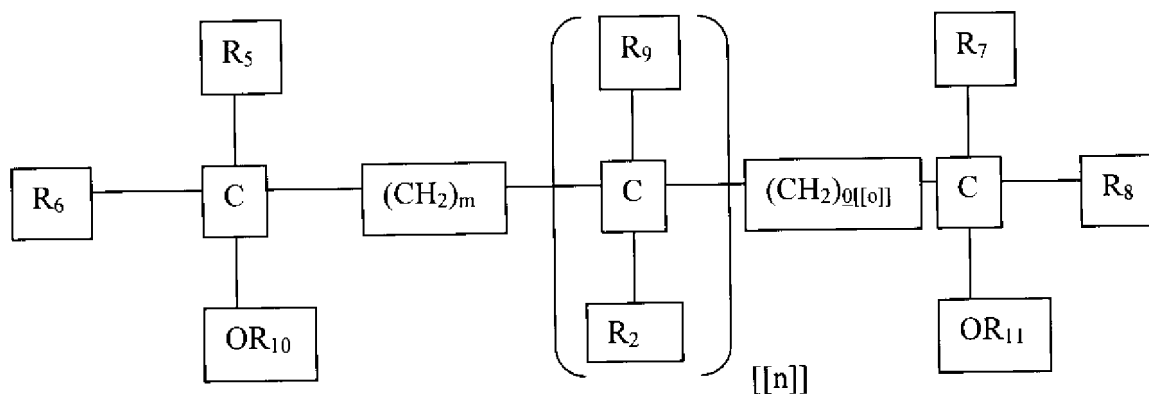 R₅ R₉ R₇
R₆ C (CH₂)ₘ C (CH₂)0[[o]] C R₈
OR₁₀ R₂ OR₁₁
[[n]]